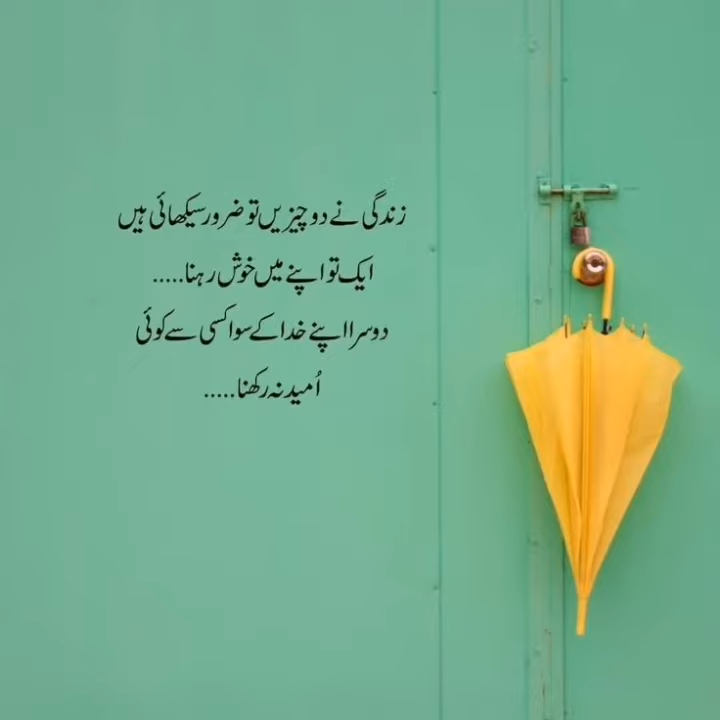 زندگی نے دو چیزیں تو ضرور سیکھائی ہیں
ایک تو اپنے میں خوش رہنا.....
دوسرا اپنے خدا کے سوا کسی سے کوئی
اُمید نہ رکھنا.....